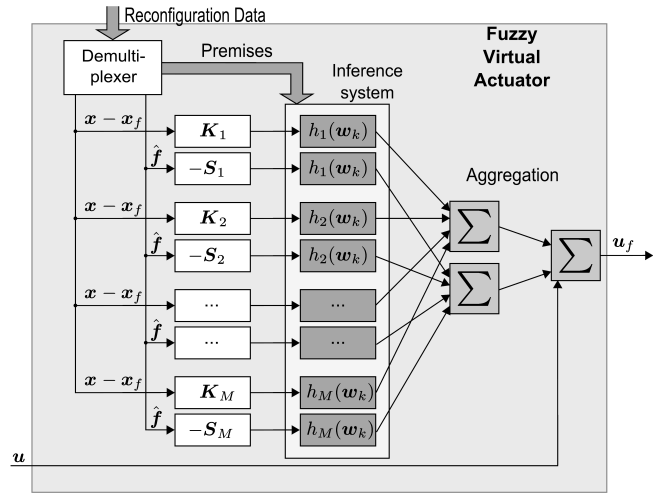 Reconfiguration Data
Fuzzy
Virtual
Actuator
Demulti-
plexer
Premises
Inference
system
x − x_f
K_1
h_1(w_k)
f̂
−S_1
h_1(w_k)
x − x_f
K_2
h_2(w_k)
f̂
−S_2
h_2(w_k)
x − x_f
...
...
f̂
...
...
x − x_f
K_M
h_M(w_k)
f̂
−S_M
h_M(w_k)
Aggregation
Σ
Σ
Σ
u_f
u